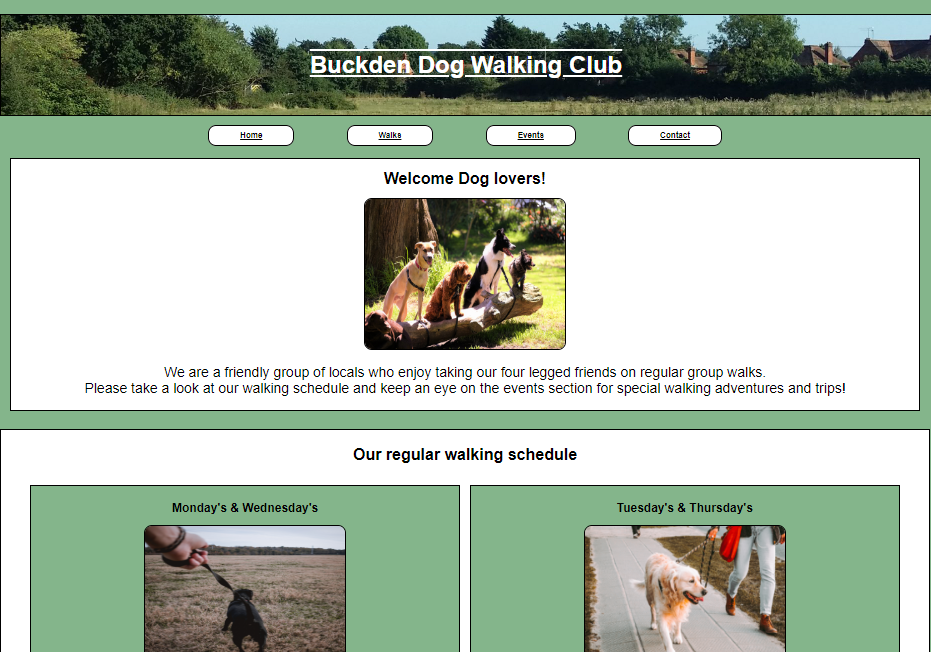 Buckden Dog Walking Club
Home Walks Events Contact
Welcome Dog lovers!
We are a friendly group of locals who enjoy taking our four legged friends on regular group walks.
Please take a look at our walking schedule and keep an eye on the events section for special walking adventures and trips!
Our regular walking schedule
Monday's & Wednesday's
Tuesday's & Thursday's